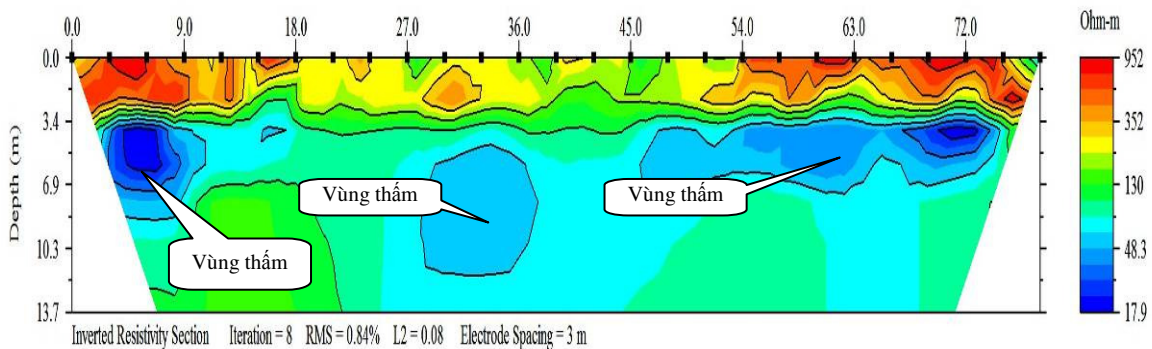 0.0 9.0 18.0 27.0 36.0 45.0 54.0 63.0 72.0
Ohm-m
Depth (m)
0.0
3.4
6.9
10.3
13.7
952
352
130
48.3
17.9
Vùng thấm
Vùng thấm
Vùng thấm
Inverted Resistivity Section Iteration = 8 RMS = 0.84% L2 = 0.08 Electrode Spacing = 3 m